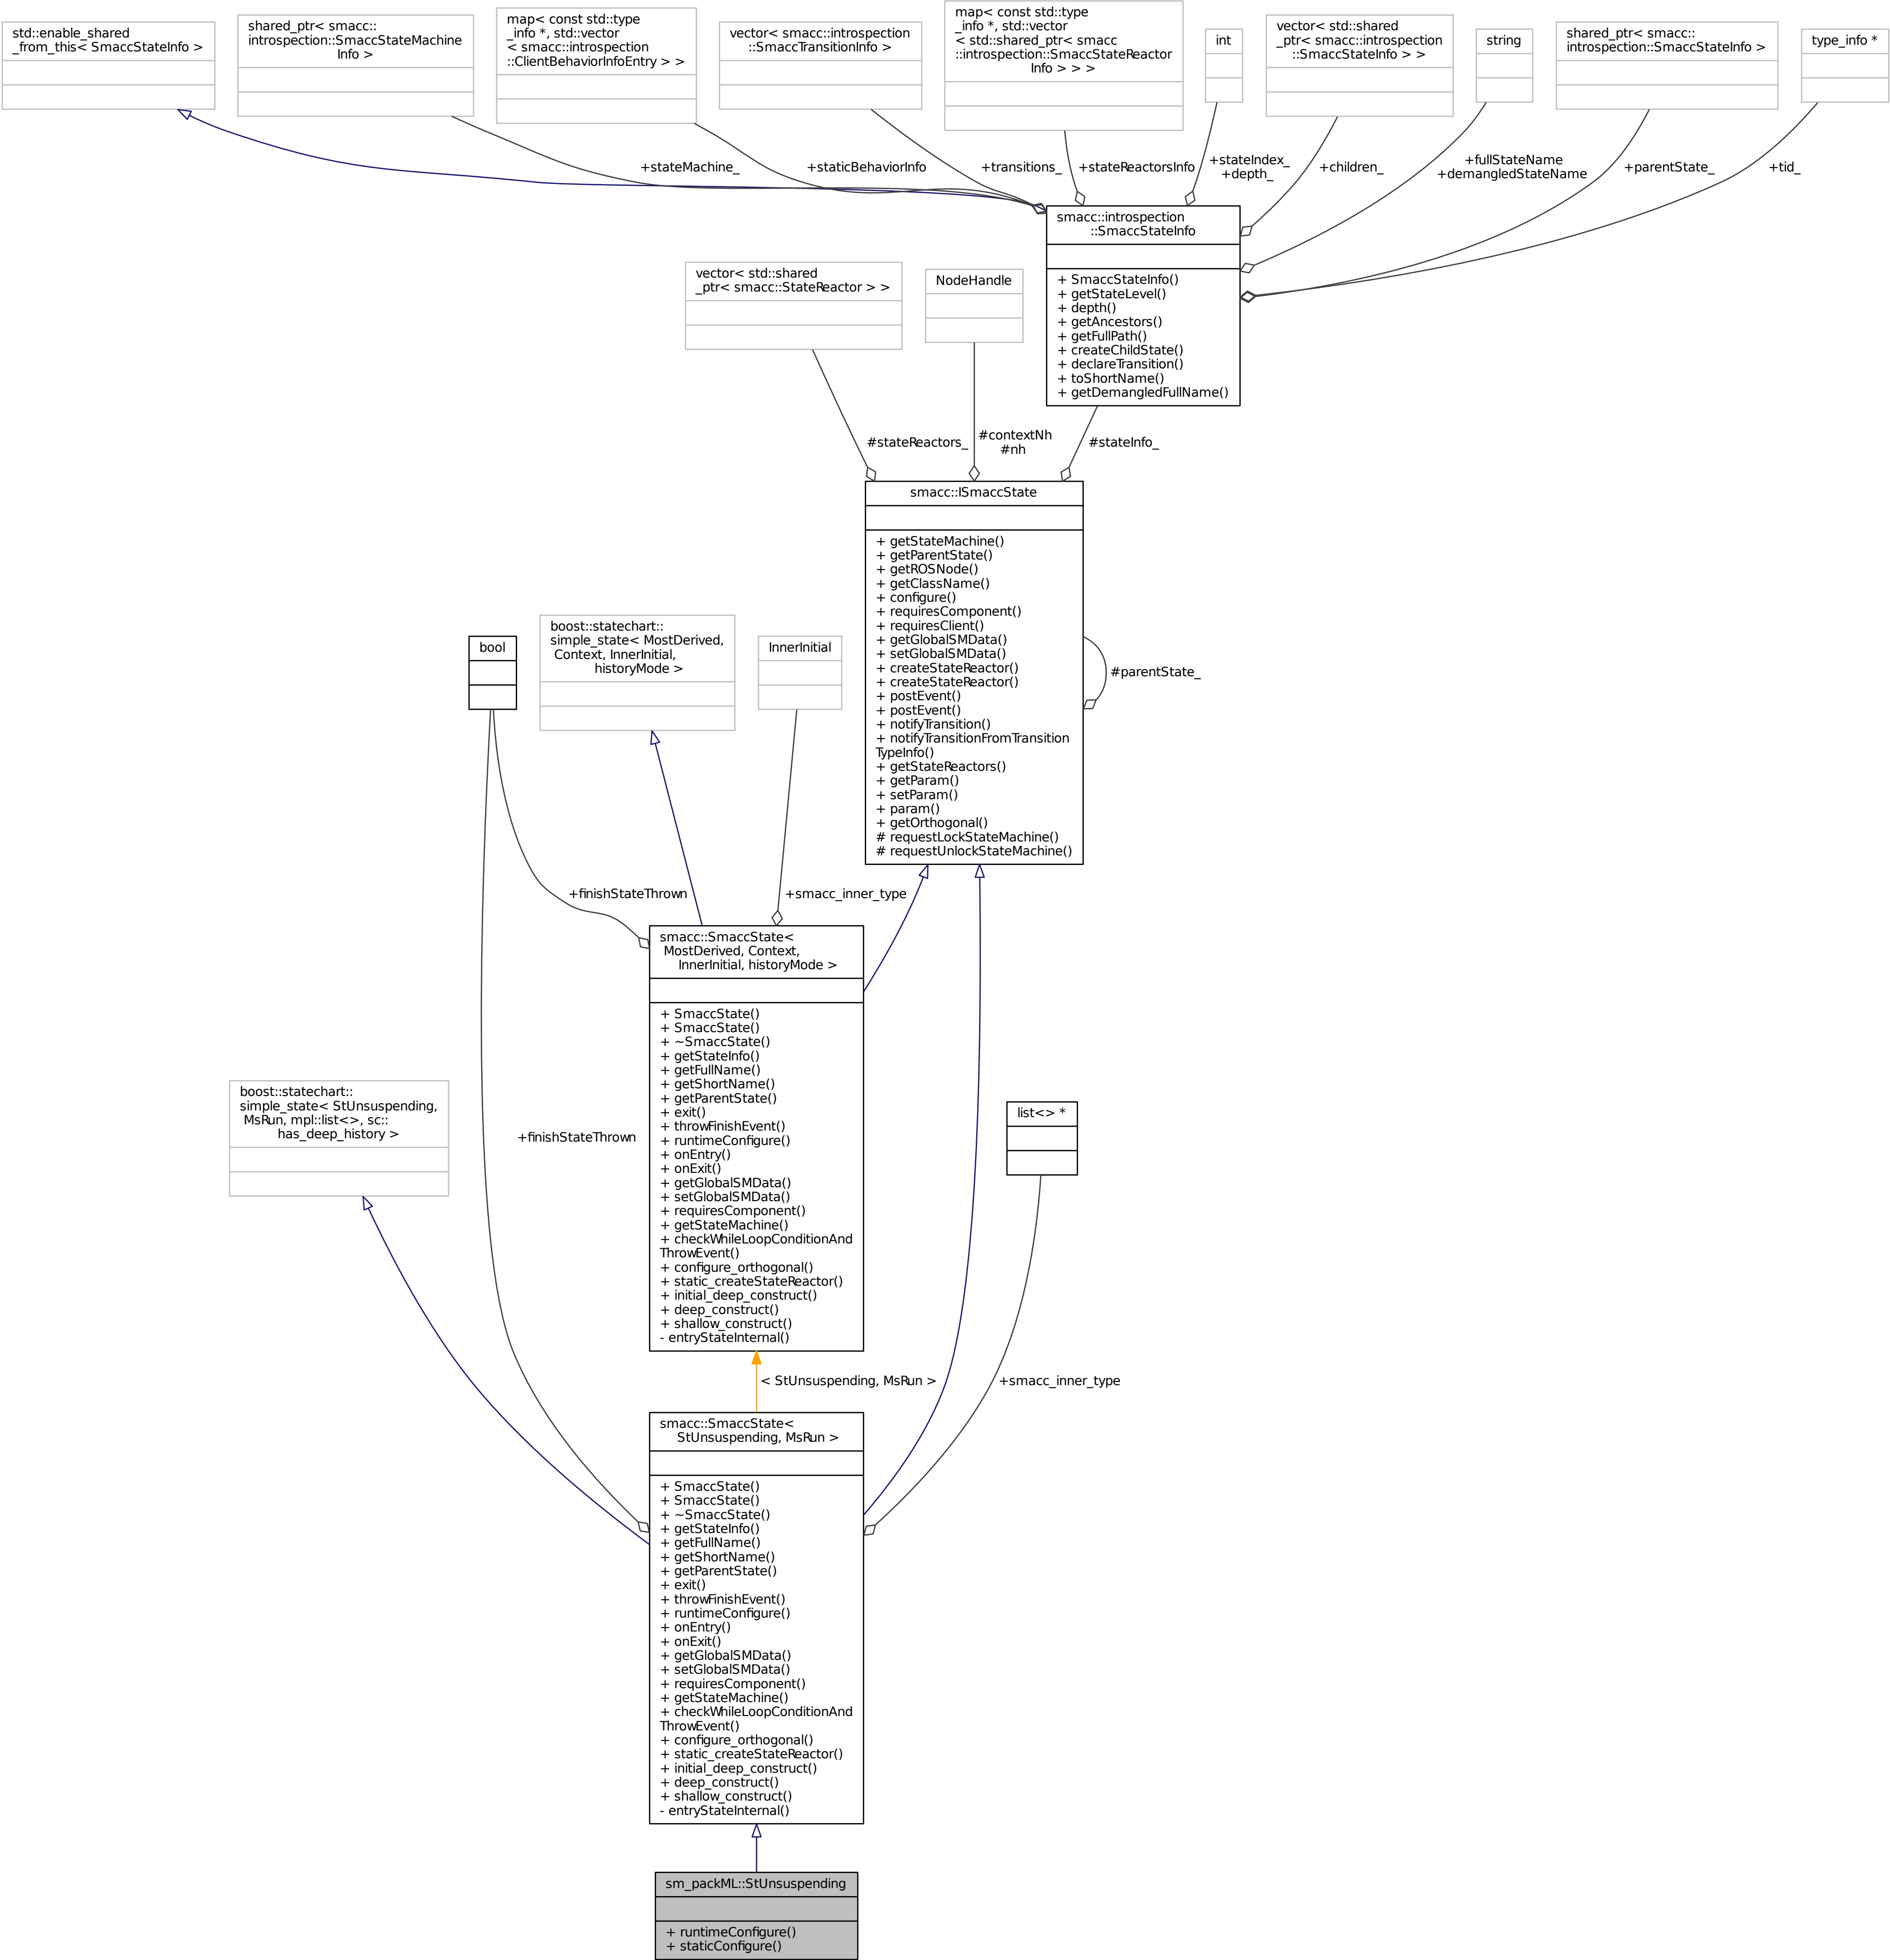 std::enable_shared
_from_this< SmaccStateInfo >
shared_ptr< smacc::
introspection::SmaccStateMachine
Info >
map< const std::type
_info *, std::vector
< smacc::introspection
::ClientBehaviorInfoEntry > >
vector< smacc::introspection
::SmaccTransitionInfo >
map< const std::type
_info *, std::vector
< std::shared_ptr< smacc
::introspection::SmaccStateReactor
Info > > >
int
vector< std::shared
_ptr< smacc::introspection
::SmaccStateInfo > >
string
shared_ptr< smacc::
introspection::SmaccStateInfo >
type_info *
+stateMachine_
+staticBehaviorInfo
+transitions_
+stateReactorsInfo
+stateIndex_
+depth_
+children_
+fullStateName
+demangledStateName
+parentState_
+tid_
smacc::introspection
::SmaccStateInfo
+ SmaccStateInfo()
+ getStateLevel()
+ depth()
+ getAncestors()
+ getFullPath()
+ createChildState()
+ declareTransition()
+ toShortName()
+ getDemangledFullName()
vector< std::shared
_ptr< smacc::StateReactor > >
NodeHandle
#stateReactors_
#contextNh
#nh
#stateInfo_
smacc::ISmaccState
+ getStateMachine()
+ getParentState()
+ getROSNode()
+ getClassName()
+ configure()
+ requiresComponent()
+ requiresClient()
+ getGlobalSMData()
+ setGlobalSMData()
+ createStateReactor()
+ createStateReactor()
+ postEvent()
+ postEvent()
+ notifyTransition()
+ notifyTransitionFromTransition
TypeInfo()
+ getStateReactors()
+ getParam()
+ setParam()
+ param()
+ getOrthogonal()
# requestLockStateMachine()
# requestUnlockStateMachine()
#parentState_
bool
boost::statechart::
simple_state< MostDerived,
Context, InnerInitial,
historyMode >
InnerInitial
+finishStateThrown
+smacc_inner_type
smacc::SmaccState<
MostDerived, Context,
InnerInitial, historyMode >
+ SmaccState()
+ SmaccState()
+ ~SmaccState()
+ getStateInfo()
+ getFullName()
+ getShortName()
+ getParentState()
+ exit()
+ throwFinishEvent()
+ runtimeConfigure()
+ onEntry()
+ onExit()
+ getGlobalSMData()
+ setGlobalSMData()
+ requiresComponent()
+ getStateMachine()
+ checkWhileLoopConditionAnd
ThrowEvent()
+ configure_orthogonal()
+ static_createStateReactor()
+ initial_deep_construct()
+ deep_construct()
+ shallow_construct()
- entryStateInternal()
boost::statechart::
simple_state< StUnsuspending,
MsRun, mpl::list<>, sc::
has_deep_history >
+finishStateThrown
list<> *
< StUnsuspending, MsRun >
+smacc_inner_type
smacc::SmaccState<
StUnsuspending, MsRun >
+ SmaccState()
+ SmaccState()
+ ~SmaccState()
+ getStateInfo()
+ getFullName()
+ getShortName()
+ getParentState()
+ exit()
+ throwFinishEvent()
+ runtimeConfigure()
+ onEntry()
+ onExit()
+ getGlobalSMData()
+ setGlobalSMData()
+ requiresComponent()
+ getStateMachine()
+ checkWhileLoopConditionAnd
ThrowEvent()
+ configure_orthogonal()
+ static_createStateReactor()
+ initial_deep_construct()
+ deep_construct()
+ shallow_construct()
- entryStateInternal()
sm_packML::StUnsuspending
+ runtimeConfigure()
+ staticConfigure()